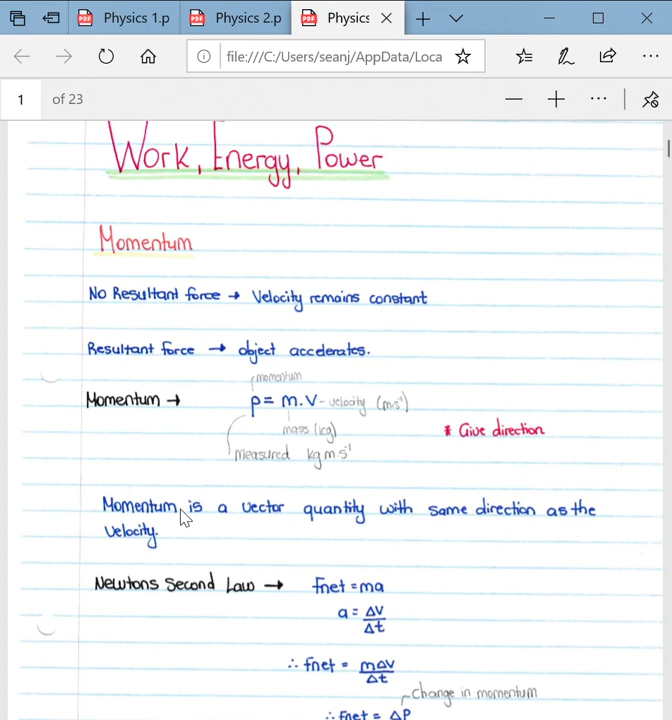 Physics 1.p
Physics 2.p
Physics
file:///C:/Users/seanj/AppData/Loca
1 of 23
Work, Energy, Power
Momentum
No Resultant force → Velocity remains constant
Resultant force → object accelerates.
momentum
Momentum → p = m.v - velocity (m.s⁻¹)
mass (kg)
* Give direction
measured kg m.s⁻¹
Momentum is a vector quantity with same direction as the
velocity.
Newtons Second Law → Fnet = ma
a = ΔV/Δt
∴ Fnet = mΔV/Δt
change in momentum
∴ Fnet = ΔP